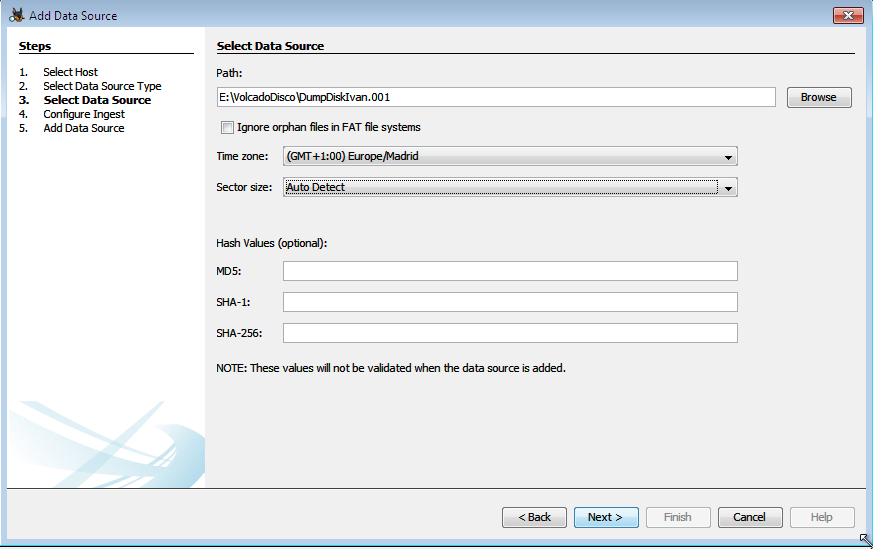 Add Data Source
Steps
1. Select Host
2. Select Data Source Type
3. Select Data Source
4. Configure Ingest
5. Add Data Source
Select Data Source
Path:
E:\VolcadoDisco\DumpDiskIvan.001
Browse
Ignore orphan files in FAT file systems
Time zone: (GMT+1:00) Europe/Madrid
Sector size: Auto Detect
Hash Values (optional):
MD5:
SHA-1:
SHA-256:
NOTE: These values will not be validated when the data source is added.
< Back Next > Finish Cancel Help